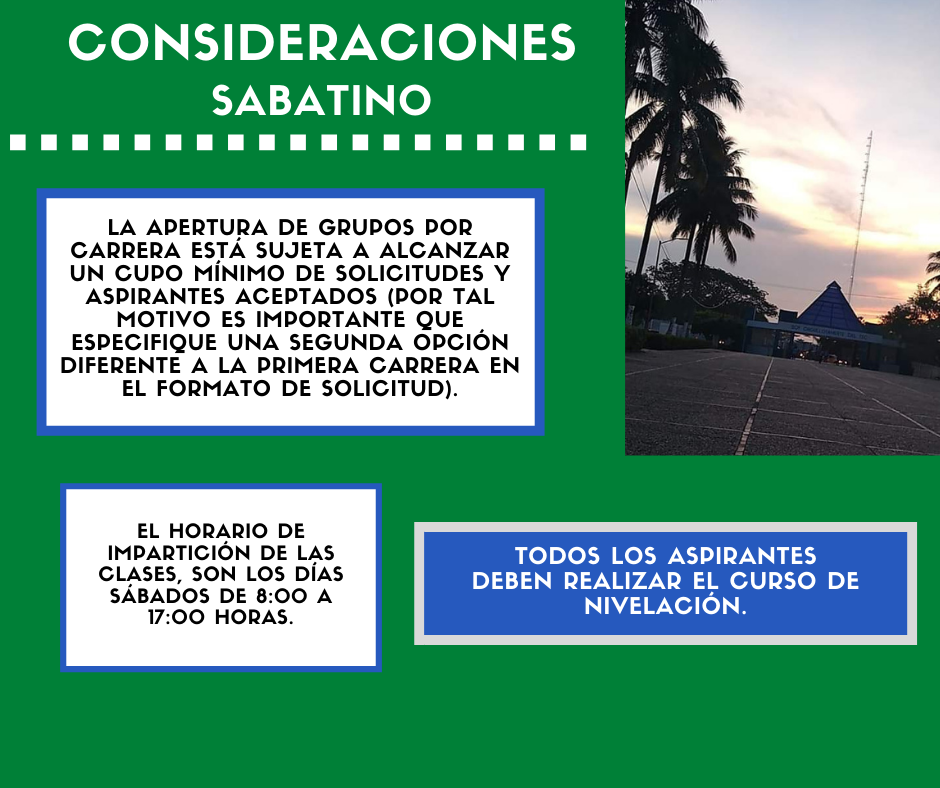 CONSIDERACIONES
SABATINO
LA APERTURA DE GRUPOS POR
CARRERA ESTÁ SUJETA A ALCANZAR
UN CUPO MÍNIMO DE SOLICITUDES Y
ASPIRANTES ACEPTADOS (POR TAL
MOTIVO ES IMPORTANTE QUE
ESPECIFIQUE UNA SEGUNDA OPCIÓN
DIFERENTE A LA PRIMERA CARRERA EN
EL FORMATO DE SOLICITUD).
EL HORARIO DE
IMPARTICIÓN DE LAS
CLASES, SON LOS DÍAS
SÁBADOS DE 8:00 A
17:00 HORAS.
TODOS LOS ASPIRANTES
DEBEN REALIZAR EL CURSO DE
NIVELACIÓN.